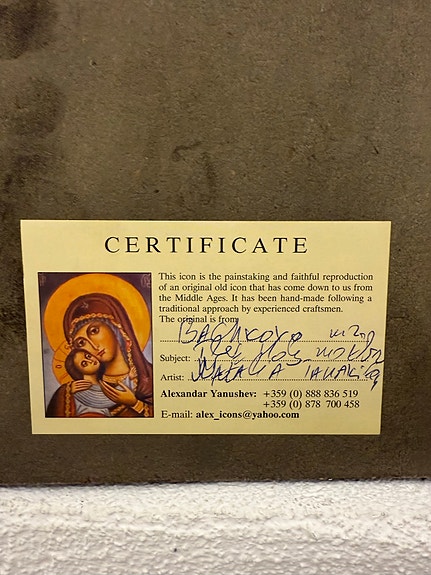 CERTIFICATE
This icon is the painstaking and faithful reproduction
of an original old icon that has come down to us from
the Middle Ages. It has been hand-made following a
traditional approach by experienced craftsmen.
The original is from
Subject:
Artist:
Alexandar Yanushev: +359 (0) 888 836 519
+359 (0) 878 700 458
E-mail: alex_icons@yahoo.com